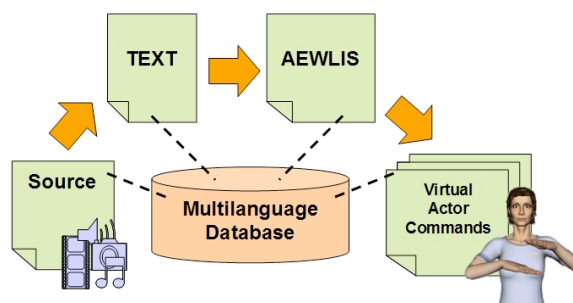 TEXT
AEWLIS
Source
Multilanguage
Database
Virtual
Actor
Commands